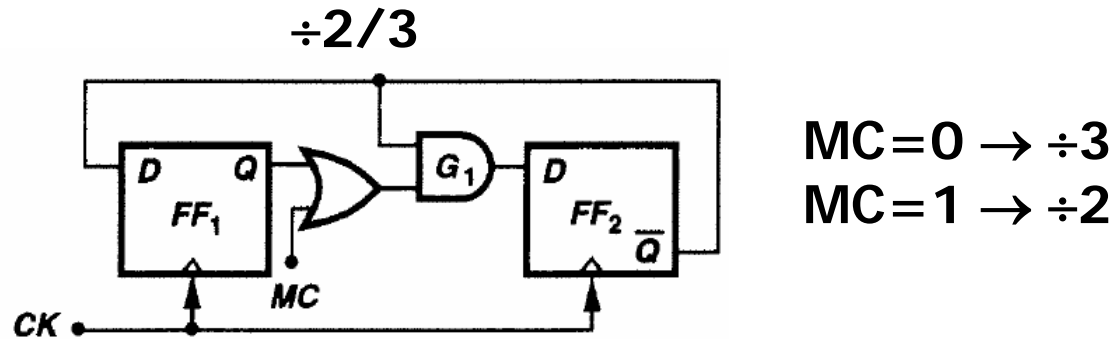 ÷2/3
D Q
FF1
G1
D
FF2
Q̅
MC
CK
MC=0 → ÷3
MC=1 → ÷2